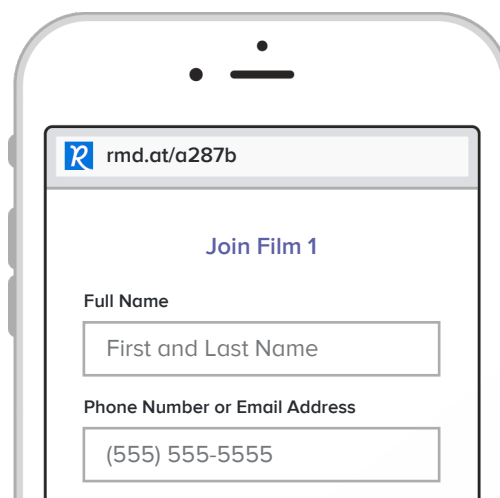 R rmd.at/a287b
Join Film 1
Full Name
First and Last Name
Phone Number or Email Address
(555) 555-5555